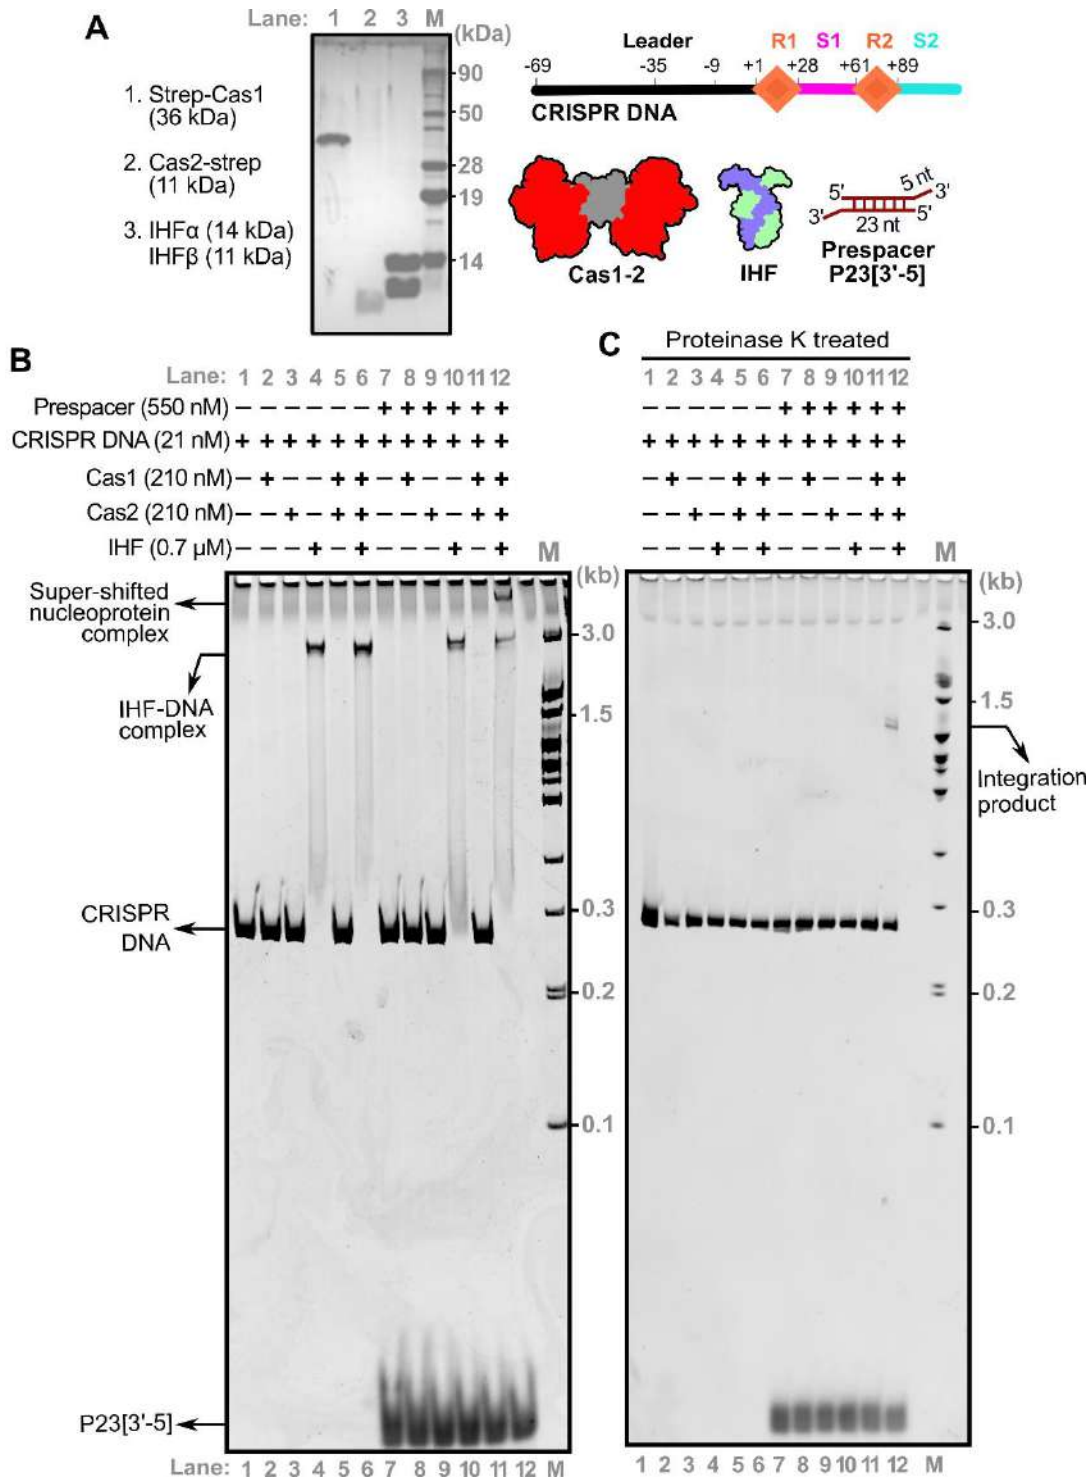 A
Lane: 1 2 3 M
(kDa)
90
50
28
19
14
1. Strep-Cas1
(36 kDa)
2. Cas2-strep
(11 kDa)
3. IHFα (14 kDa)
IHFβ (11 kDa)
Leader R1 S1 R2 S2
-69 -35 -9 +1 +28 +61 +89
CRISPR DNA
Cas1-2
IHF
5' 5 nt 3'
3' 23 nt 5'
Prespacer
P23[3'-5]
B
Lane: 1 2 3 4 5 6 7 8 9 10 11 12
Prespacer (550 nM) − − − − − − + + + + + +
CRISPR DNA (21 nM) + + + + + + + + + + + +
Cas1 (210 nM) − + − − + + − + − − + +
Cas2 (210 nM) − − + − + + − − + − + +
IHF (0.7 µM) − − − + − + − − − + − +
M
(kb)
Super-shifted
nucleoprotein
complex
IHF-DNA
complex
CRISPR
DNA
P23[3'-5]
3.0
1.5
0.3
0.2
0.1
Lane: 1 2 3 4 5 6 7 8 9 10 11 12 M
C
Proteinase K treated
1 2 3 4 5 6 7 8 9 10 11 12
− − − − − − + + + + + +
+ + + + + + + + + + + +
− + − − + + − + − − + +
− − + − + + − − + − + +
− − − + − + − − − + − +
M
(kb)
3.0
1.5
Integration
product
0.3
0.2
0.1
1 2 3 4 5 6 7 8 9 10 11 12 M